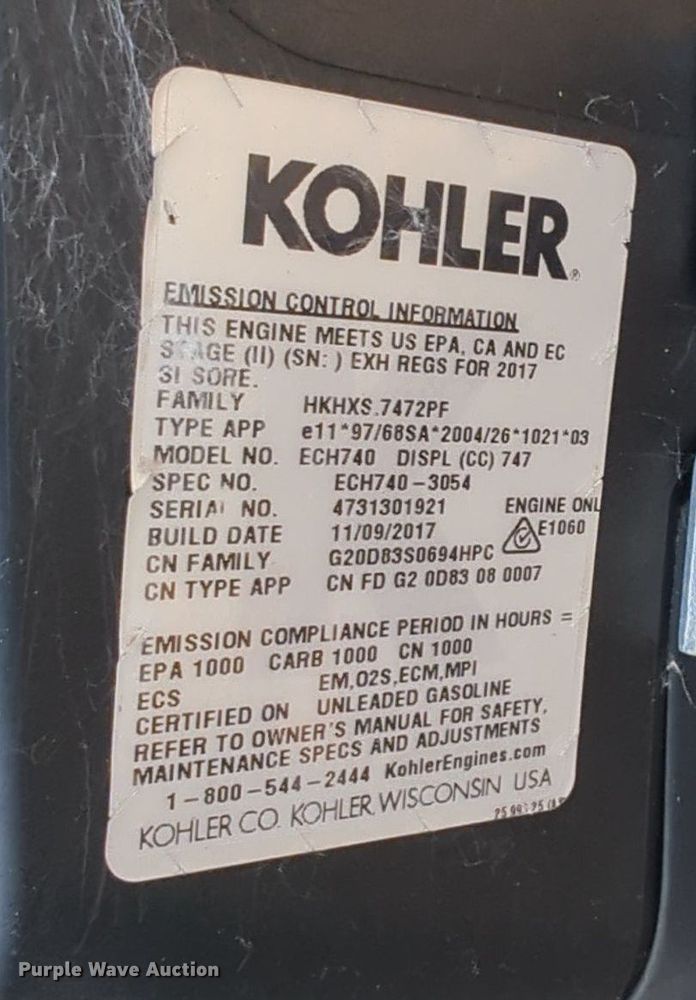 KOHLER®
EMISSION CONTROL INFORMATION
THIS ENGINE MEETS US EPA, CA AND EC
STAGE (II) (SN: ) EXH REGS FOR 2017
SI SORE.
FAMILY HKHXS.7472PF
TYPE APP e11*97/68SA*2004/26*1021*03
MODEL NO. ECH740 DISPL (CC) 747
SPEC NO. ECH740-3054
SERIAL NO. 4731301921 ENGINE ONL
BUILD DATE 11/09/2017 E1060
CN FAMILY G20D83S0694HPC
CN TYPE APP CN FD G2 0D83 08 0007
EMISSION COMPLIANCE PERIOD IN HOURS =
EPA 1000 CARB 1000 CN 1000
ECS EM,O2S,ECM,MPI
CERTIFIED ON UNLEADED GASOLINE
REFER TO OWNER'S MANUAL FOR SAFETY,
MAINTENANCE SPECS AND ADJUSTMENTS
1-800-544-2444 KohlerEngines.com
KOHLER CO. KOHLER, WISCONSIN USA
Purple Wave Auction